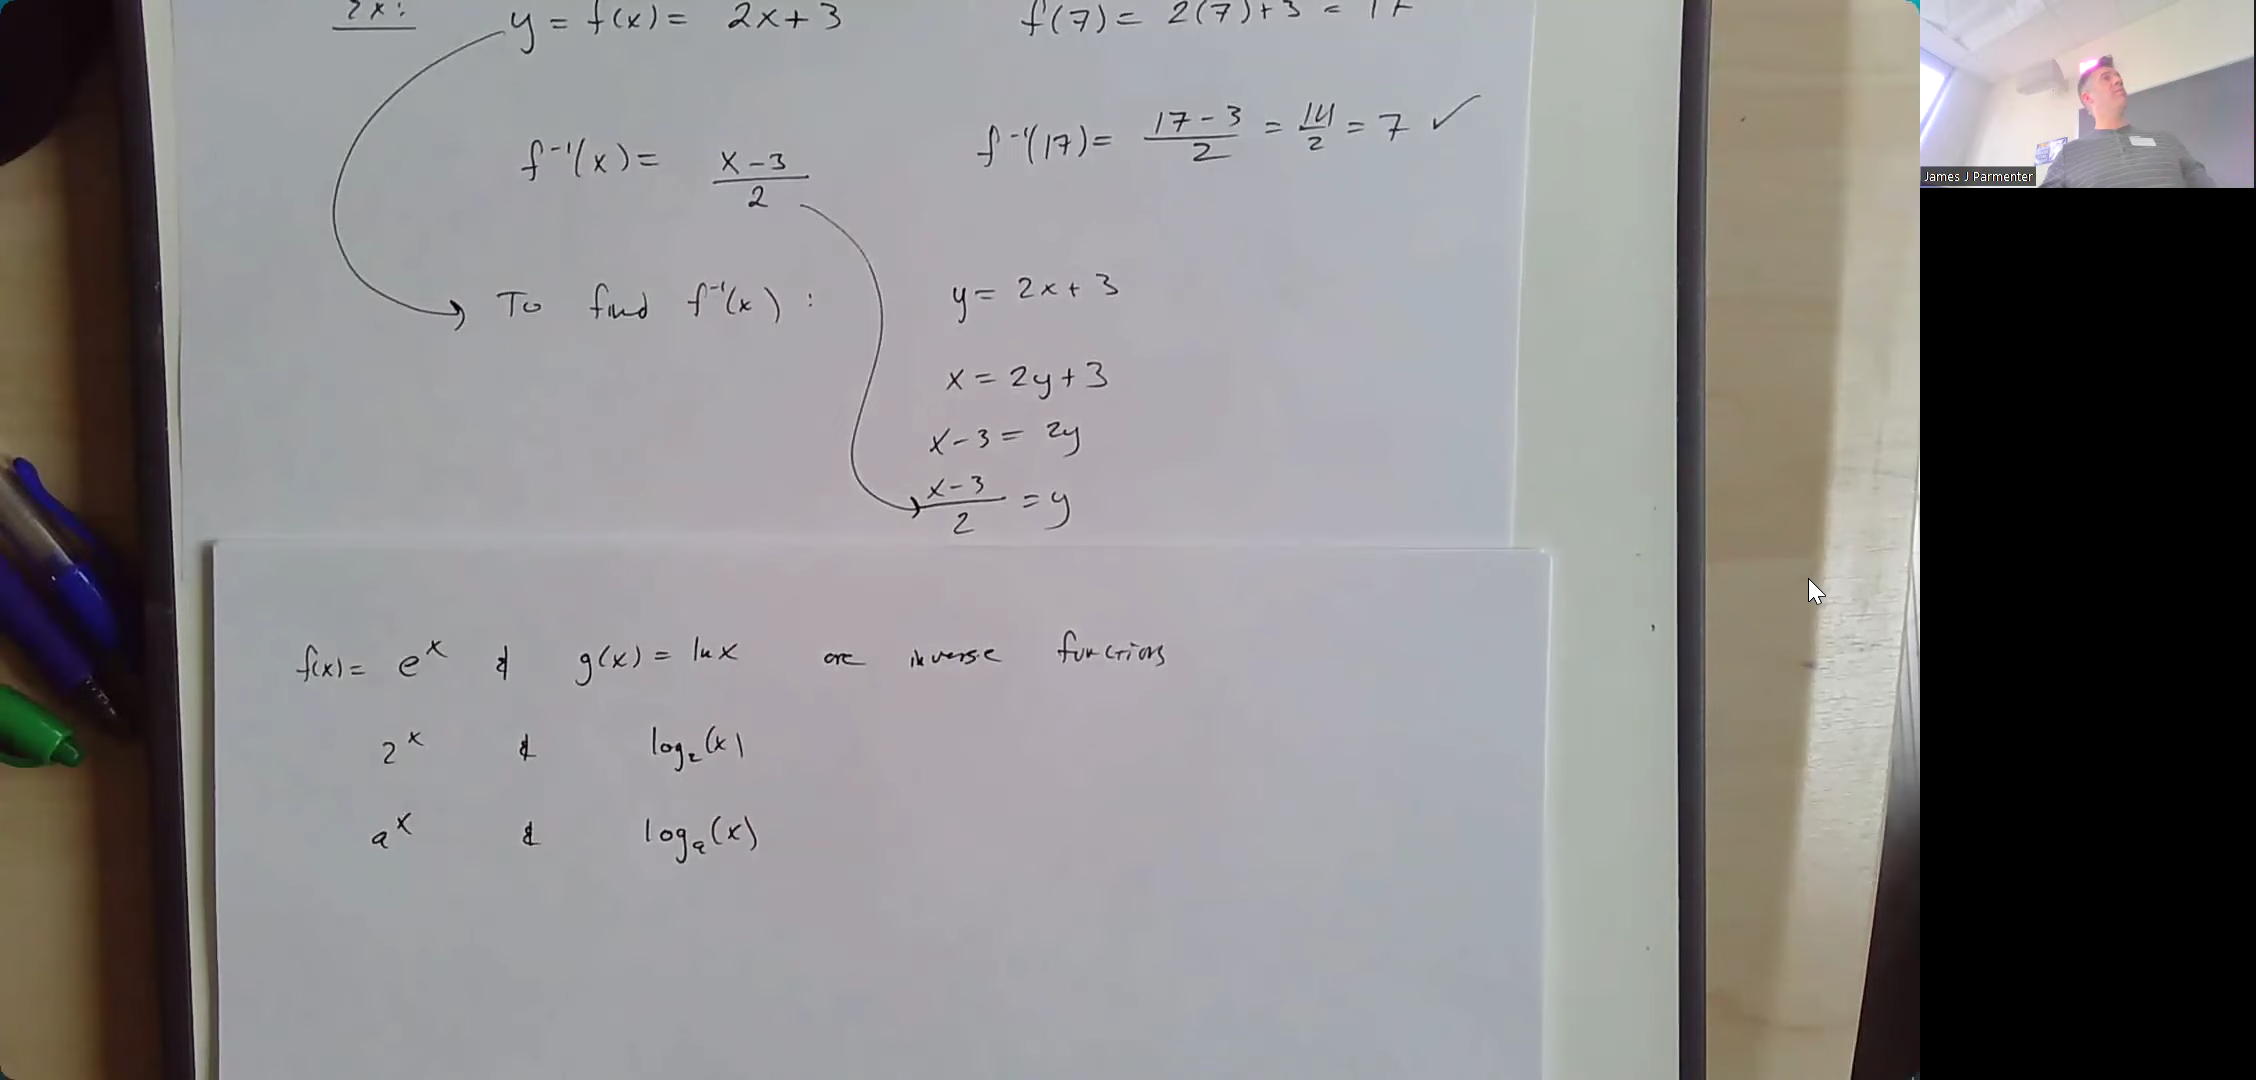 Ex:
y = f(x) = 2x+3
f(7) = 2(7)+3 = 17
f⁻¹(x) = (x-3)/2
f⁻¹(17) = (17-3)/2 = 14/2 = 7 ✓
To find f⁻¹(x) :
y = 2x+3
x = 2y+3
x-3 = 2y
(x-3)/2 = y
f(x) = eˣ & g(x) = ln x are inverse functions
2ˣ & log₂(x)
aˣ & logₐ(x)
James J Parmenter